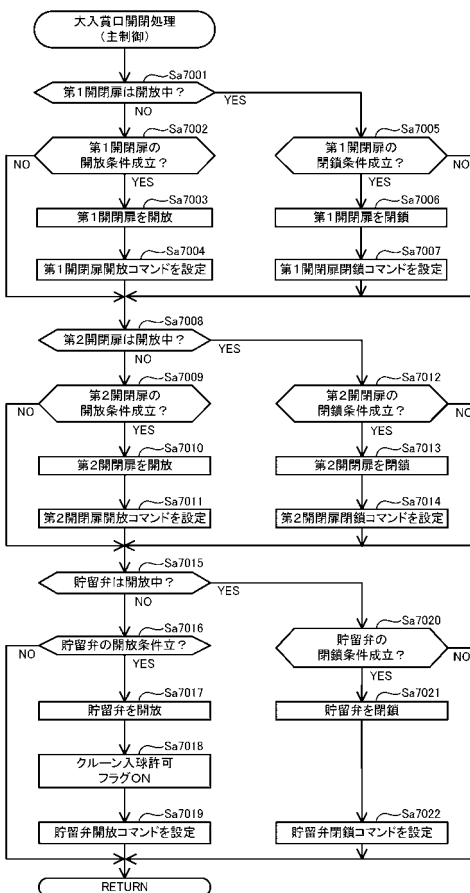 大入賞口開閉処理
(主制御)
Sa7001
第1開閉扉は開放中?
NO
YES
Sa7002
第1開閉扉の
開放条件成立?
NO
YES
Sa7005
第1開閉扉の
閉鎖条件成立?
NO
YES
Sa7003
第1開閉扉を開放
Sa7006
第1開閉扉を閉鎖
Sa7004
第1開閉扉開放コマンドを設定
Sa7007
第1開閉扉閉鎖コマンドを設定
Sa7008
第2開閉扉は開放中?
NO
YES
Sa7009
第2開閉扉の
開放条件成立?
NO
YES
Sa7012
第2開閉扉の
閉鎖条件成立?
NO
YES
Sa7010
第2開閉扉を開放
Sa7013
第2開閉扉を閉鎖
Sa7011
第2開閉扉開放コマンドを設定
Sa7014
第2開閉扉閉鎖コマンドを設定
Sa7015
貯留弁は開放中?
NO
YES
Sa7016
貯留弁の開放条件立?
NO
YES
Sa7020
貯留弁の
閉鎖条件成立?
NO
YES
Sa7017
貯留弁を開放
Sa7021
貯留弁を閉鎖
Sa7018
クルーン入球許可
フラグON
Sa7019
貯留弁開放コマンドを設定
Sa7022
貯留弁閉鎖コマンドを設定
RETURN